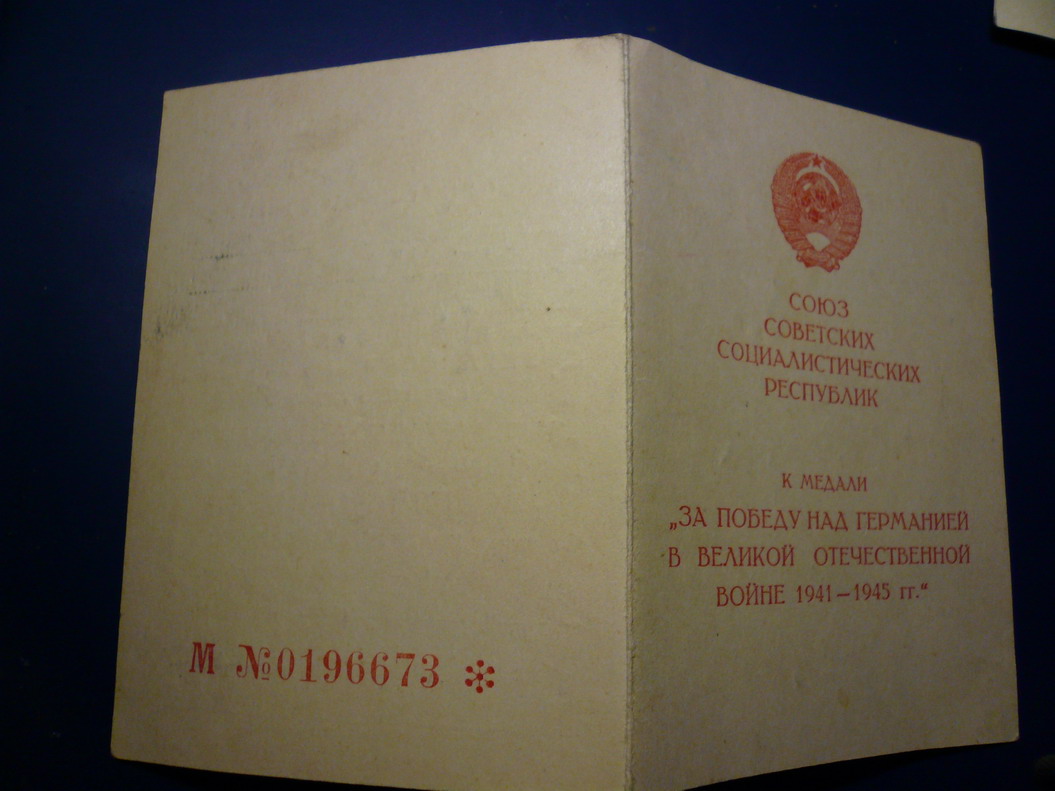 М №0196673
СОЮЗ
СОВЕТСКИХ
СОЦИАЛИСТИЧЕСКИХ
РЕСПУБЛИК
К МЕДАЛИ
„ЗА ПОБЕДУ НАД ГЕРМАНИЕЙ
В ВЕЛИКОЙ ОТЕЧЕСТВЕННОЙ
ВОЙНЕ 1941–1945 гг.“